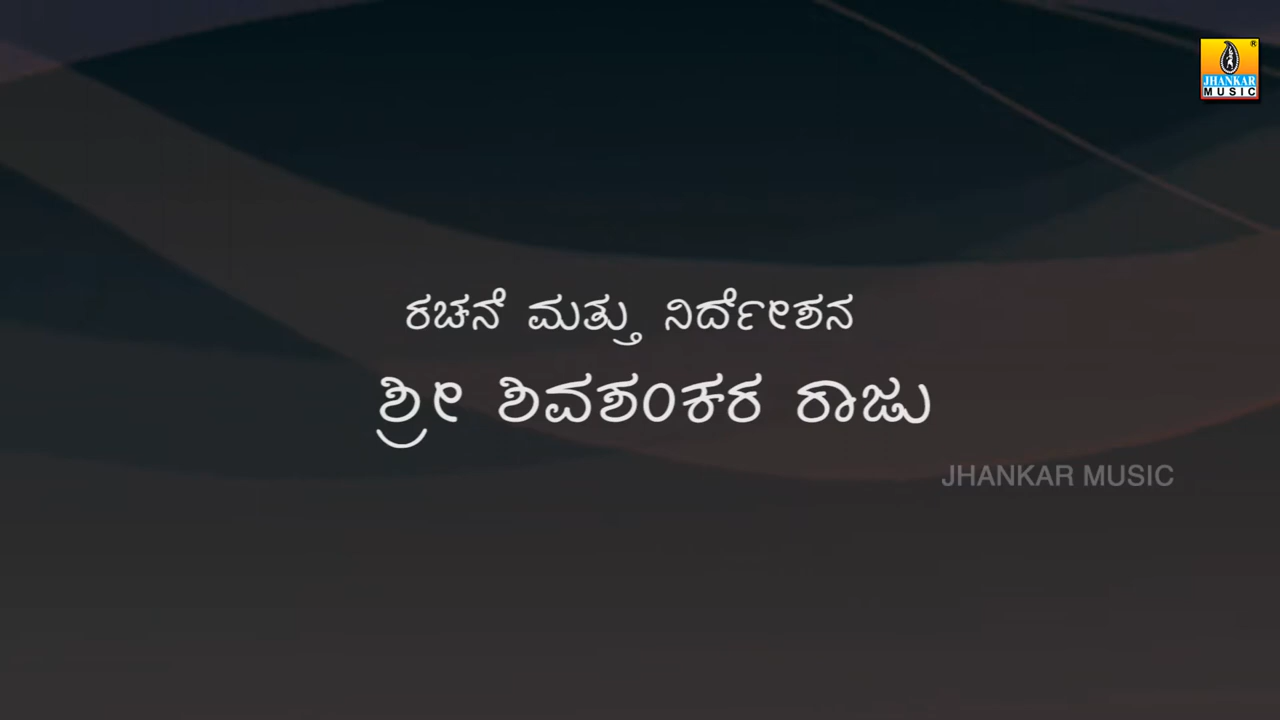 JHANKAR
MUSIC
ರಚನೆ ಮತ್ತು ನಿರ್ದೇಶನ
ಶ್ರೀ ಶಿವಶಂಕರ ರಾಜು
JHANKAR MUSIC